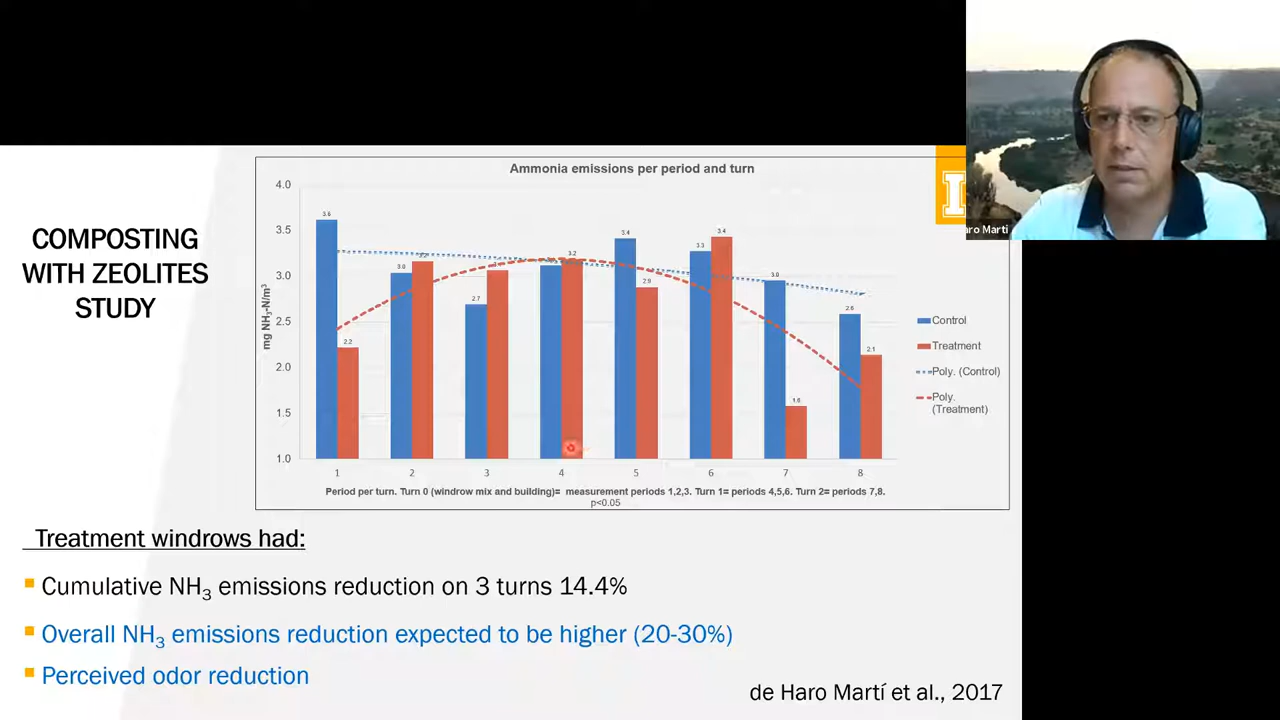 Ammonia emissions per period and turn
I
aro Marti
COMPOSTING
WITH ZEOLITES
STUDY
mg NH₃-N/m³
4.0
3.5
3.0
2.5
2.0
1.5
1.0
3.6
2.2
3.0
3.2
2.7
3.2
3.4
2.9
3.3
3.4
3.0
1.6
2.6
2.1
1 2 3 4 5 6 7 8
Control
Treatment
Poly. (Control)
Poly.
(Treatment)
Period per turn. Turn 0 (windrow mix and building)= measurement periods 1,2,3. Turn 1= periods 4,5,6. Turn 2= periods 7,8.
p<0.05
Treatment windrows had:
Cumulative NH₃ emissions reduction on 3 turns 14.4%
Overall NH₃ emissions reduction expected to be higher (20-30%)
Perceived odor reduction
de Haro Martí et al., 2017